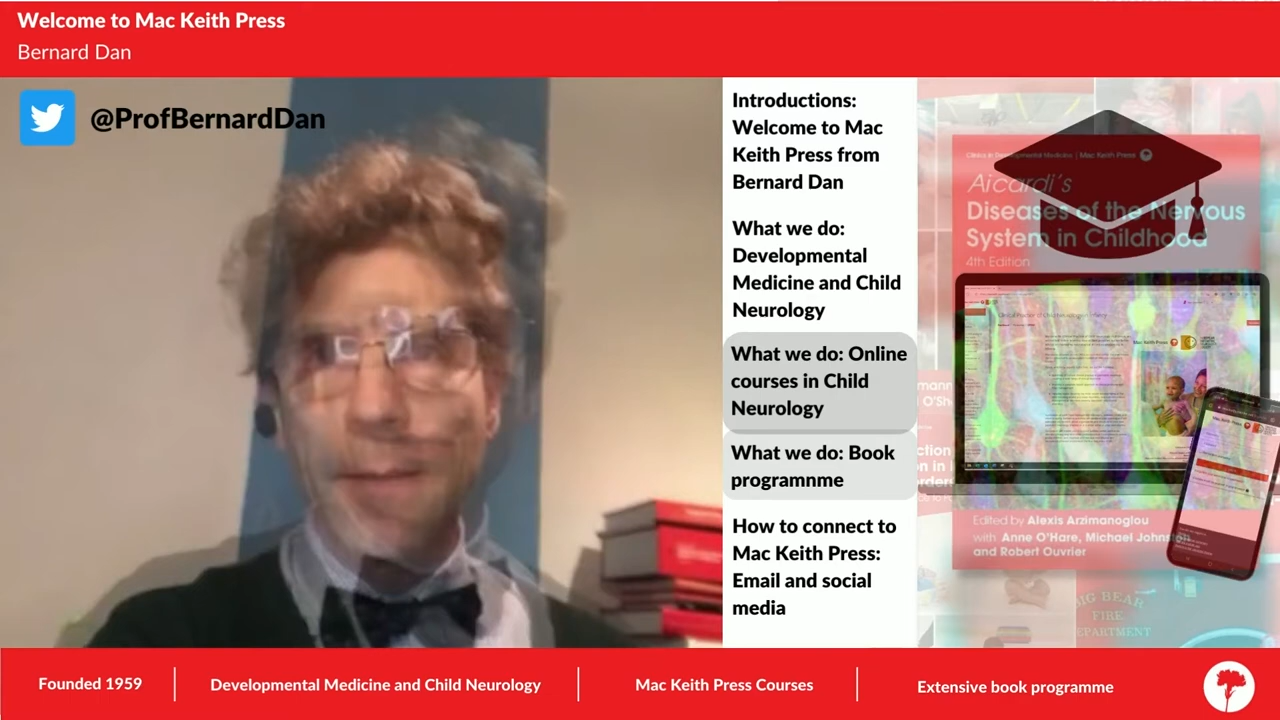 Welcome to Mac Keith Press
Bernard Dan
@ProfBernardDan
Introductions:
Welcome to Mac
Keith Press from
Bernard Dan
What we do:
Developmental
Medicine and Child
Neurology
What we do: Online
courses in Child
Neurology
What we do: Book
programnme
How to connect to
Mac Keith Press:
Email and social
media
Clinics in Developmental Medicine | Mac Keith Press
Aicardi's
Diseases of the Nervous
System in Childhood
4th Edition
Mac Keith Press
Edited by Alexis Arzimanoglou
with Anne O'Hare, Michael Johnston
and Robert Ouvrier
BIG BEAR
FIRE
DEPARTMENT
Founded 1959
Developmental Medicine and Child Neurology
Mac Keith Press Courses
Extensive book programme